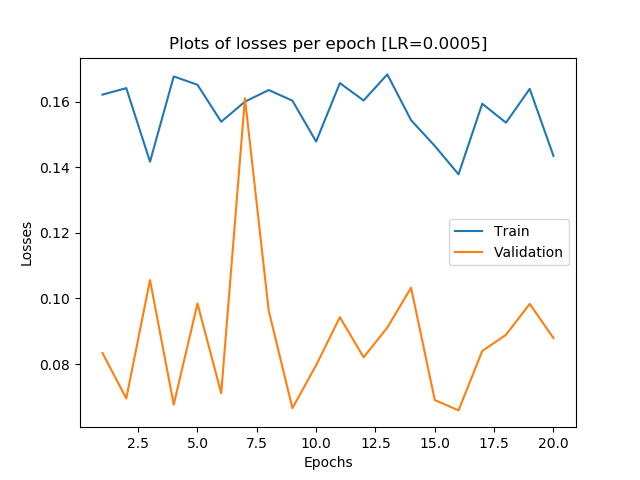 Plots of losses per epoch [LR=0.0005]
Losses
0.16
0.14
0.12
0.10
0.08
Train
Validation
2.5 5.0 7.5 10.0 12.5 15.0 17.5 20.0
Epochs